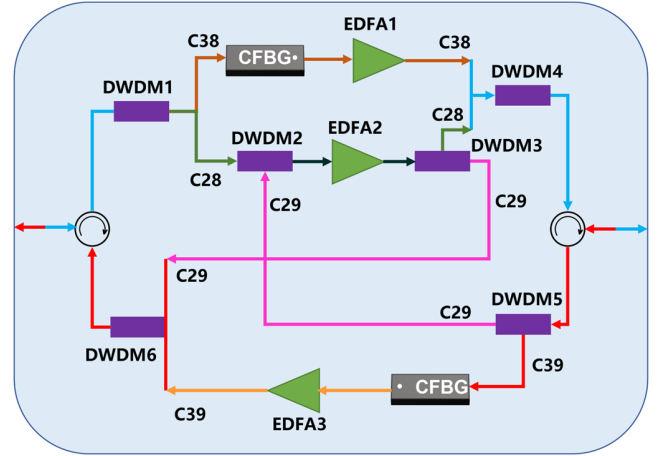 EDFA1
C38
CFBG
C38
DWDM4
DWDM1
C28
EDFA2
DWDM2
DWDM3
C28
C29
C29
C29
DWDM5
C29
DWDM6
C39
CFBG
C39
EDFA3